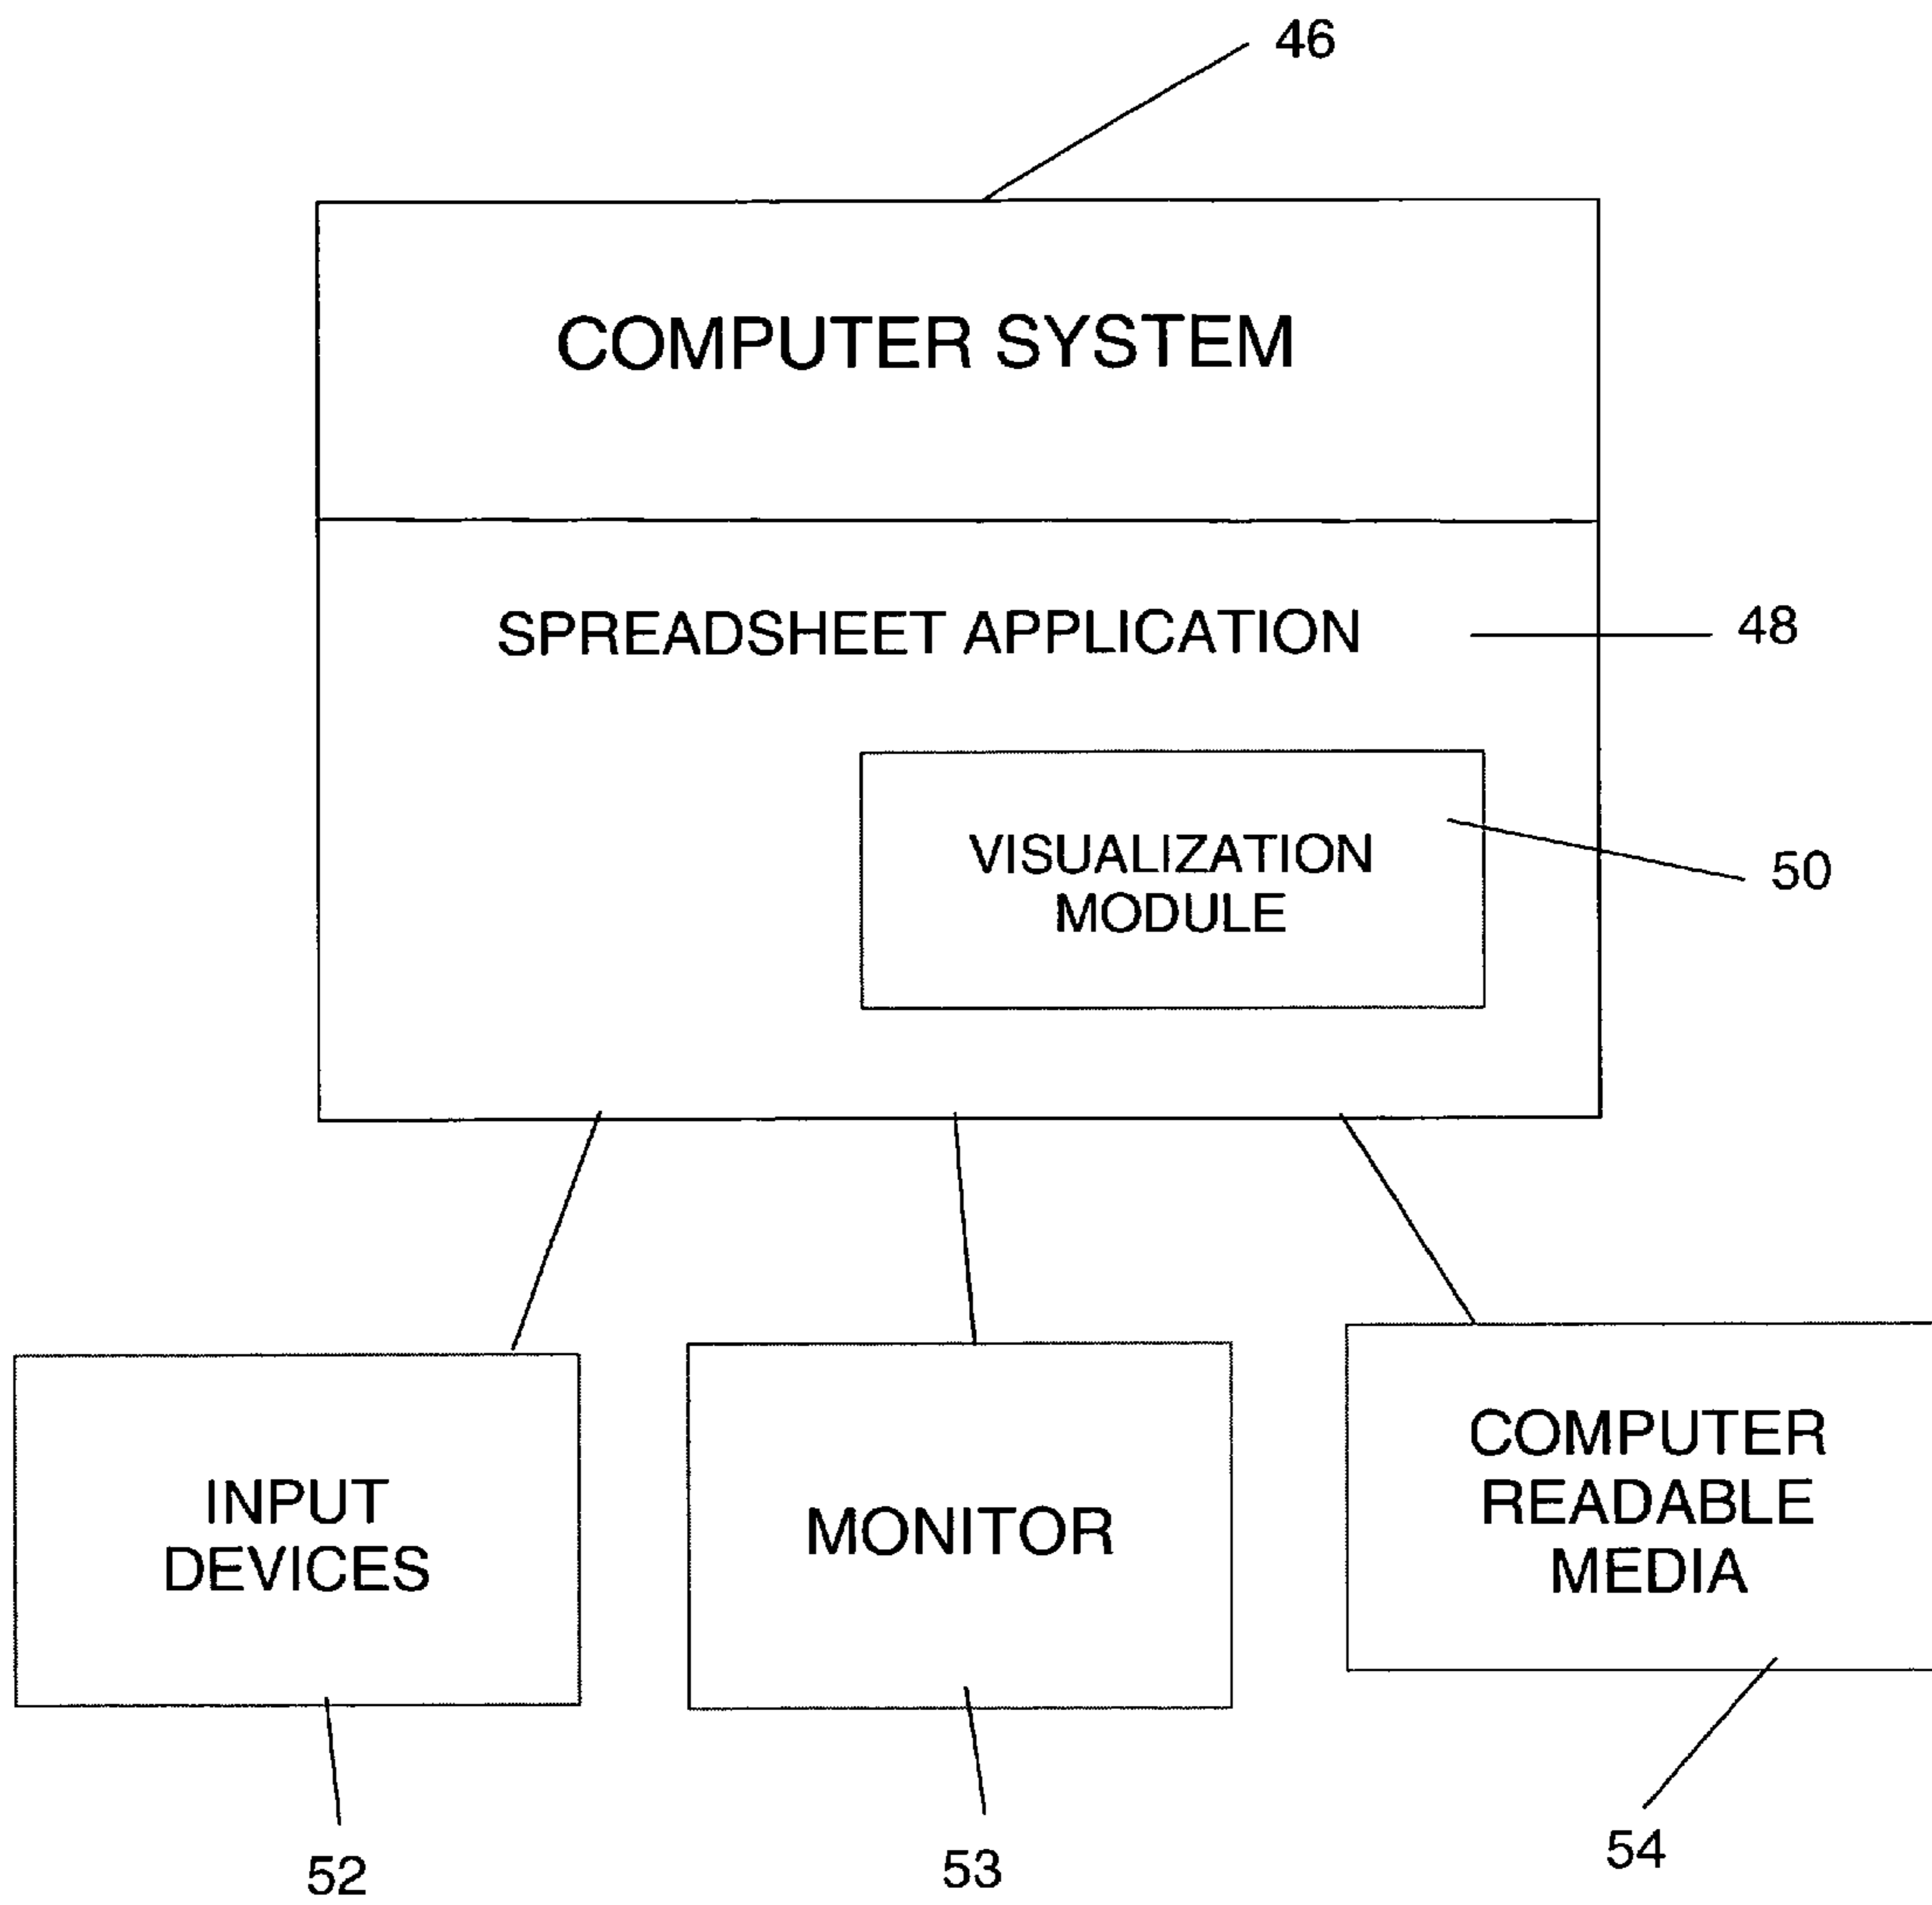 46
COMPUTER SYSTEM
SPREADSHEET APPLICATION
48
VISUALIZATION
MODULE
50
INPUT
DEVICES
MONITOR
COMPUTER
READABLE
MEDIA
52
53
54